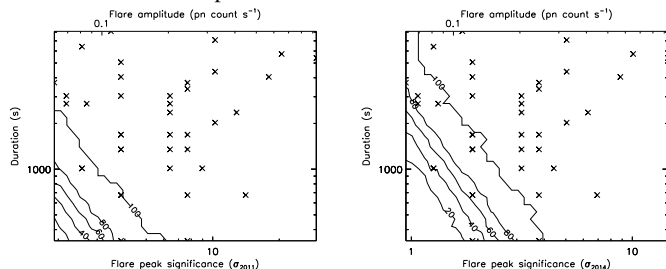 Flare amplitude (pn count s⁻¹)
0.1
Duration (s)
1000
100
80
40
10
Flare peak significance (σ₂₀₁₁)
Flare amplitude (pn count s⁻¹)
0.1
Duration (s)
1000
100
20
40
60
80
1
10
Flare peak significance (σ₂₀₁₄)